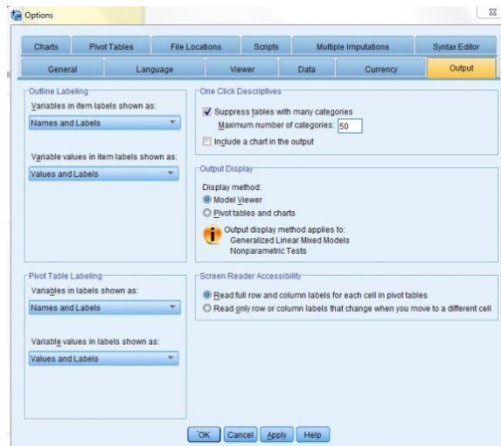 Options
Charts
Pivot Tables
File Locations
Scripts
Multiple Imputations
Syntax Editor
General
Language
Viewer
Data
Currency
Output
Outline Labeling
Variables in item labels shown as:
Names and Labels
Variable values in item labels shown as:
Values and Labels
One Click Descriptives
Suppress tables with many categories
Maximum number of categories: 50
Include a chart in the output
Output Display
Display method:
Model Viewer
Pivot tables and charts
Output display method applies to:
Generalized Linear Mixed Models
Nonparametric Tests
Pivot Table Labeling
Variables in labels shown as:
Names and Labels
Variable values in labels shown as:
Values and Labels
Screen Reader Accessibility
Read full row and column labels for each cell in pivot tables
Read only row or column labels that change when you move to a different cell
OK
Cancel
Apply
Help